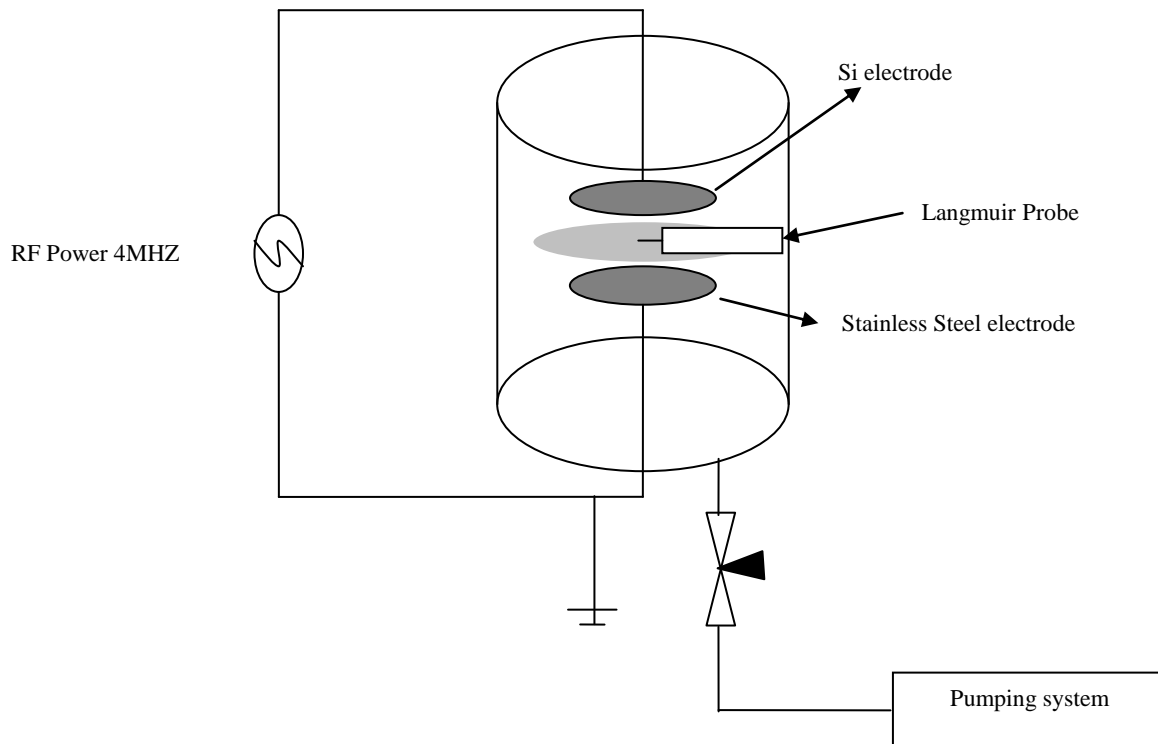 Si electrode
Langmuir Probe
RF Power 4MHZ
Stainless Steel electrode
Pumping system